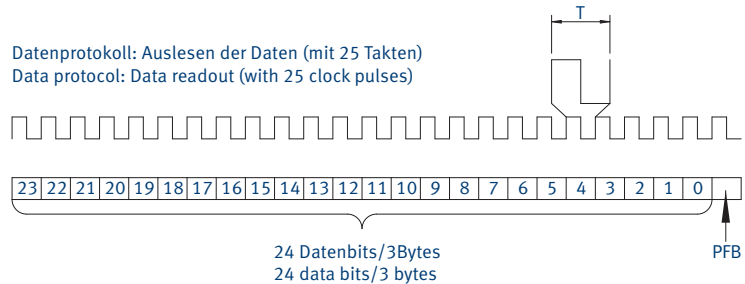 T
Datenprotokoll: Auslesen der Daten (mit 25 Takten)
Data protocol: Data readout (with 25 clock pulses)
23 22 21 20 19 18 17 16 15 14 13 12 11 10 9 8 7 6 5 4 3 2 1 0
24 Datenbits/3Bytes PFB
24 data bits/3 bytes